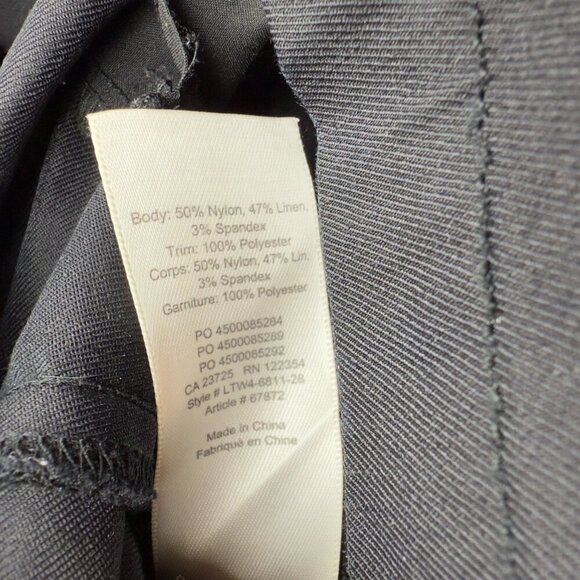 Body: 50% Nylon, 47% Linen,
3% Spandex
Trim: 100% Polyester
Corps: 50% Nylon, 47% Lin,
3% Spandex
Garniture: 100% Polyester
PO 4500085284
PO 4500085289
PO 4500085292
CA 23725 RN 122354
Style # LTW4-6811-28
Article # 67872
Made in China
Fabriqué en Chine